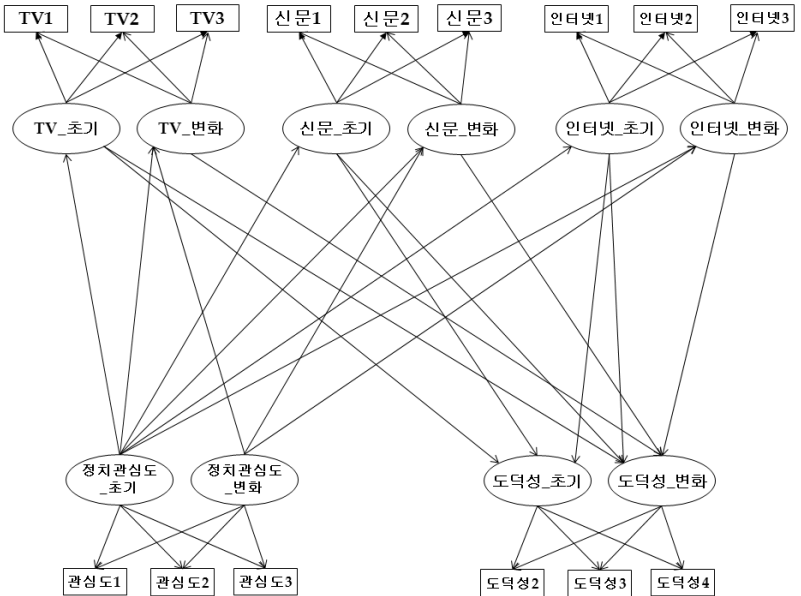 TV1
TV2
TV3
신문1
신문2
신문3
인터넷1
인터넷2
인터넷3
TV_초기
TV_변화
신문_초기
신문_변화
인터넷_초기
인터넷_변화
정치관심도
_초기
정치관심도
_변화
도덕성_초기
도덕성_변화
관심도1
관심도2
관심도3
도덕성2
도덕성3
도덕성4